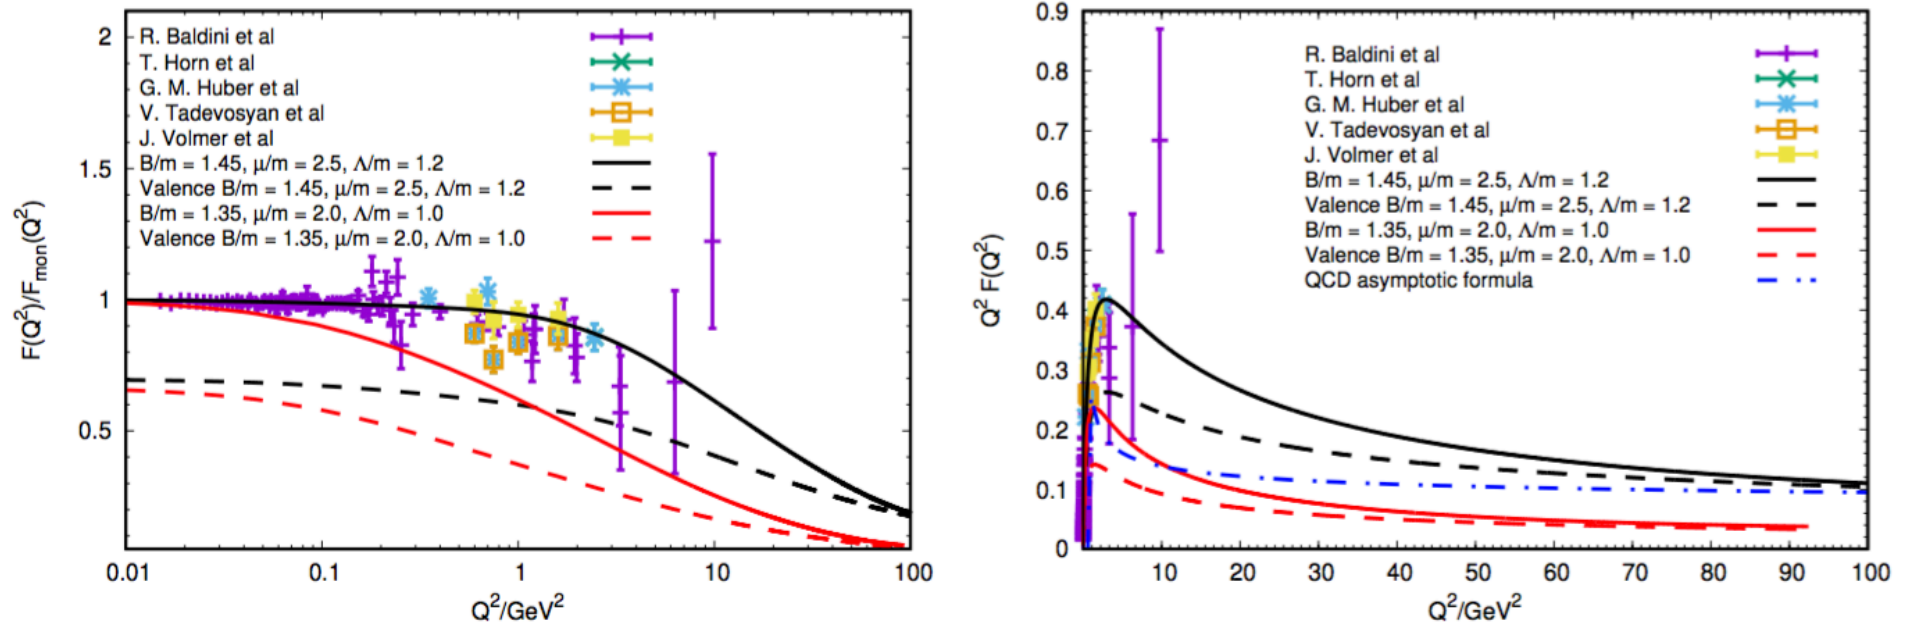 R. Baldini et al
T. Horn et al
G. M. Huber et al
V. Tadevosyan et al
J. Volmer et al
B/m = 1.45, μ/m = 2.5, Λ/m = 1.2
Valence B/m = 1.45, μ/m = 2.5, Λ/m = 1.2
B/m = 1.35, μ/m = 2.0, Λ/m = 1.0
Valence B/m = 1.35, μ/m = 2.0, Λ/m = 1.0
2
1.5
1
0.5
F(Q²)/Fₘₒₙ(Q²)
0.01 0.1 1 10 100
Q²/GeV²
R. Baldini et al
T. Horn et al
G. M. Huber et al
V. Tadevosyan et al
J. Volmer et al
B/m = 1.45, μ/m = 2.5, Λ/m = 1.2
Valence B/m = 1.45, μ/m = 2.5, Λ/m = 1.2
B/m = 1.35, μ/m = 2.0, Λ/m = 1.0
Valence B/m = 1.35, μ/m = 2.0, Λ/m = 1.0
QCD asymptotic formula
0.9
0.8
0.7
0.6
0.5
0.4
0.3
0.2
0.1
0
Q² F(Q²)
10 20 30 40 50 60 70 80 90 100
Q²/GeV²